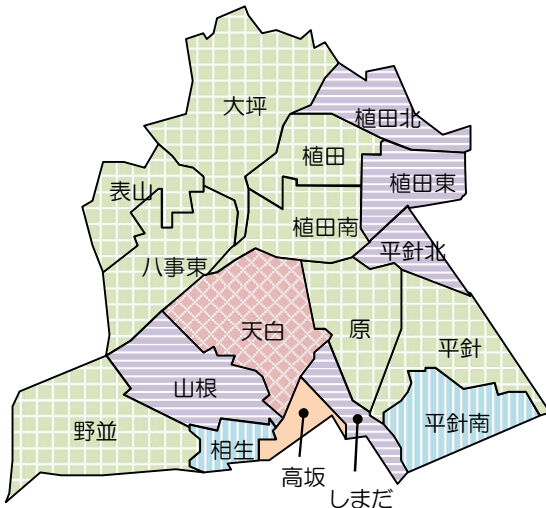 大坪
植田北
植田
表山
植田東
植田南
平針北
八事東
天白
原
平針
山根
野並
相生
平針南
高坂
しまだ